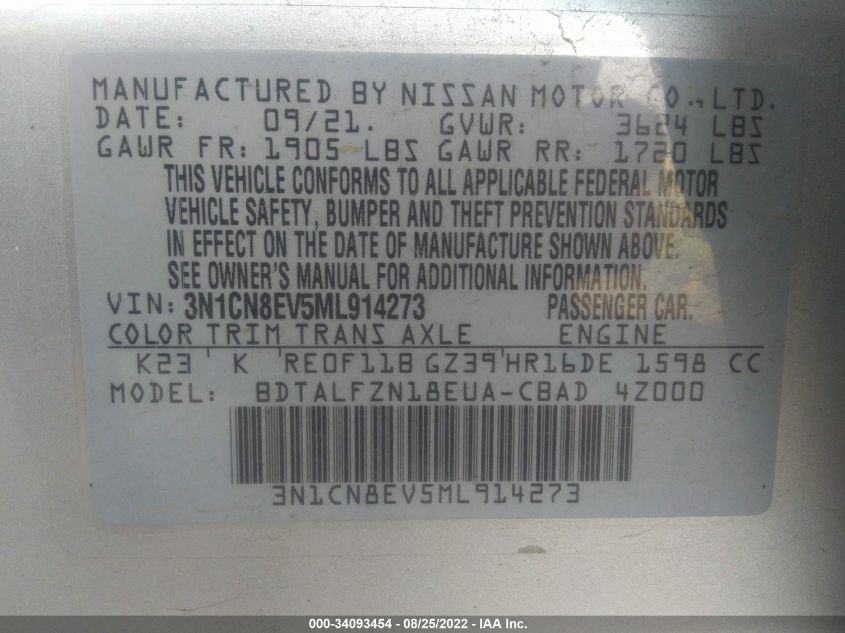 MANUFACTURED BY NISSAN MOTOR CO., LTD.
DATE: 09/21. GVWR: 3624 LBS
GAWR FR: 1905 LBS GAWR RR: 1720 LBS
THIS VEHICLE CONFORMS TO ALL APPLICABLE FEDERAL MOTOR
VEHICLE SAFETY, BUMPER AND THEFT PREVENTION STANDARDS
IN EFFECT ON THE DATE OF MANUFACTURE SHOWN ABOVE.
SEE OWNER'S MANUAL FOR ADDITIONAL INFORMATION.
VIN: 3N1CN8EV5ML914273 PASSENGER CAR.
COLOR TRIM TRANS AXLE ENGINE
K23 ' K 'RE0F11B GZ39'HR16DE 1598 CC
MODEL: BDTALFZN18EUA-CBAD 4Z000
3N1CN8EV5ML914273
000-34093454 - 08/25/2022 - IAA Inc.